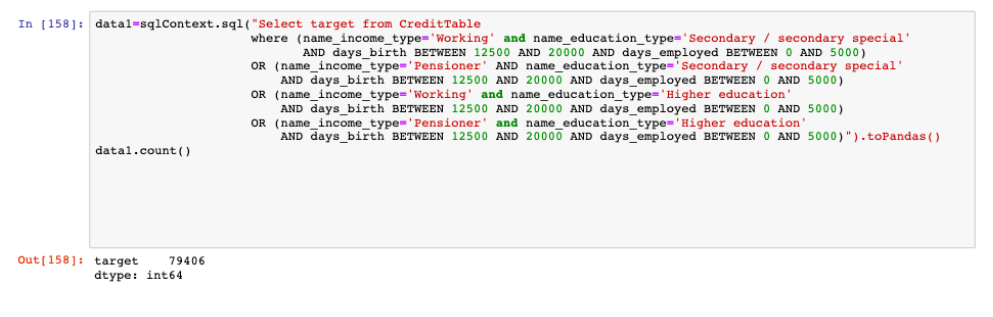 In [158]: data1=sqlContext.sql("Select target from CreditTable
where (name_income_type='Working' and name_education_type='Secondary / secondary special'
AND days_birth BETWEEN 12500 AND 20000 AND days_employed BETWEEN 0 AND 5000)
OR (name_income_type='Pensioner' AND name_education_type='Secondary / secondary special'
AND days_birth BETWEEN 12500 AND 20000 AND days_employed BETWEEN 0 AND 5000)
OR (name_income_type='Working' and name_education_type='Higher education'
AND days_birth BETWEEN 12500 AND 20000 AND days_employed BETWEEN 0 AND 5000)
OR (name_income_type='Pensioner' and name_education_type='Higher education'
AND days_birth BETWEEN 12500 AND 20000 AND days_employed BETWEEN 0 AND 5000)").toPandas()
data1.count()
Out[158]: target 79406
dtype: int64